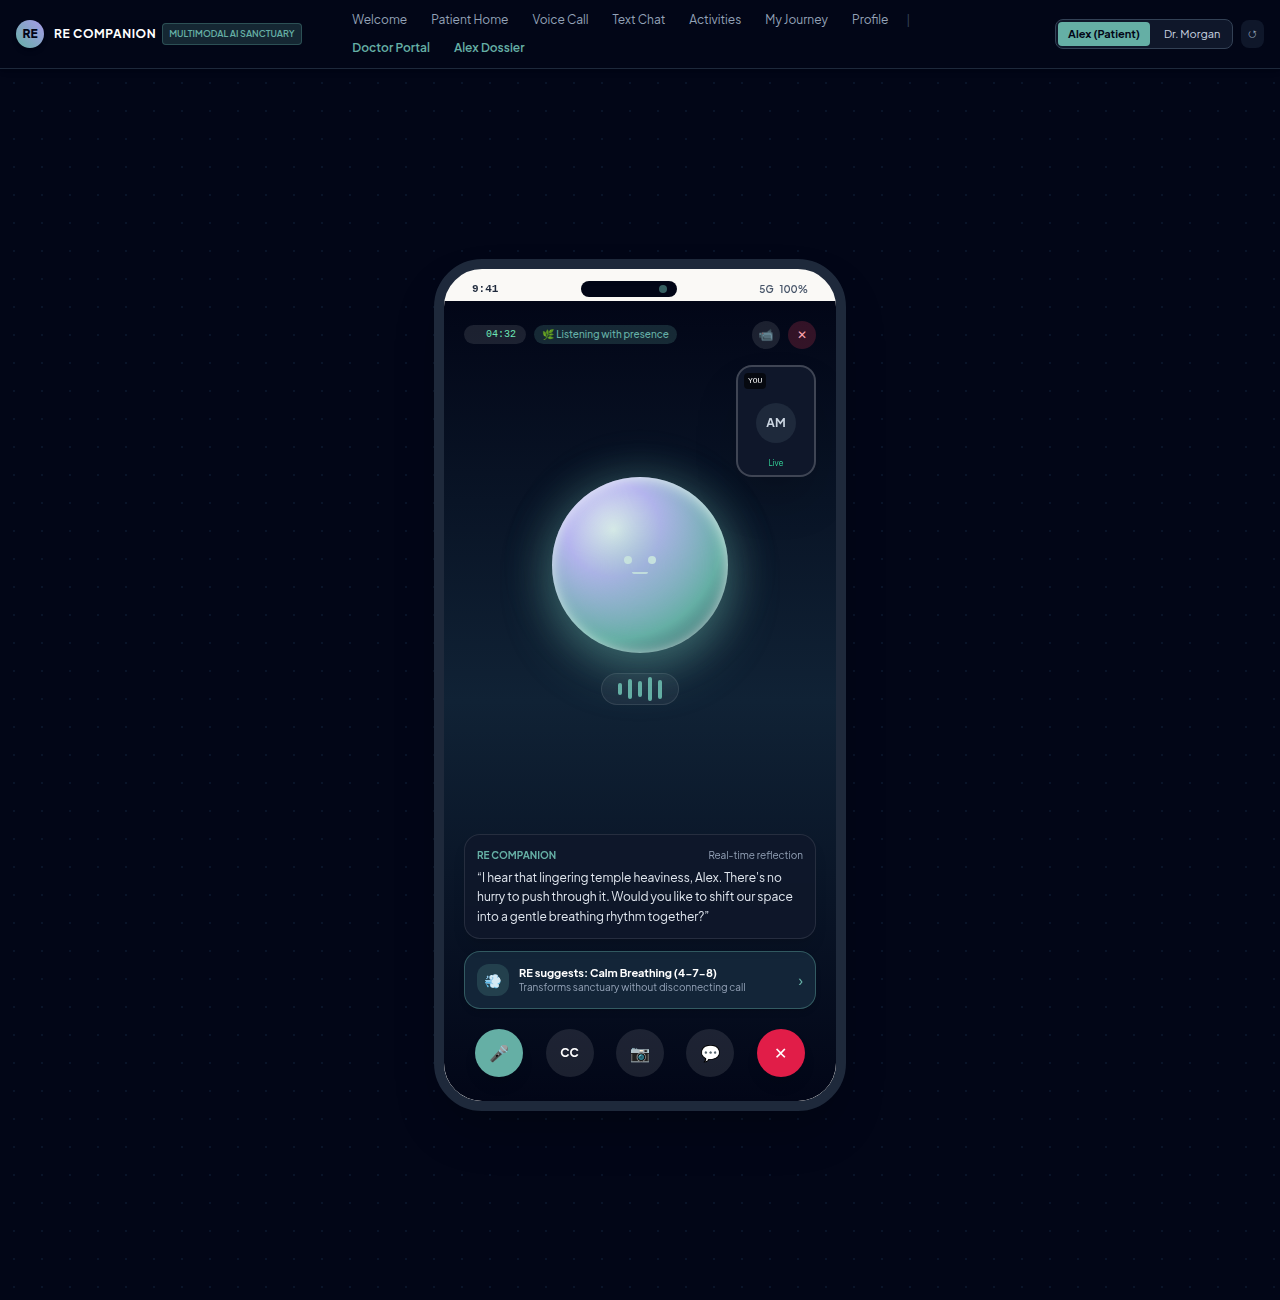 RE
RE COMPANION
MULTIMODAL AI SANCTUARY
Welcome
Patient Home
Voice Call
Text Chat
Activities
My Journey
Profile
Doctor Portal
Alex Dossier
Alex (Patient)
Dr. Morgan
9:41
5G 100%
04:32
Listening with presence
YOU
AM
Live
RE COMPANION
Real-time reflection
“I hear that lingering temple heaviness, Alex. There's no
hurry to push through it. Would you like to shift our space
into a gentle breathing rhythm together?”
RE suggests: Calm Breathing (4-7-8)
Transforms sanctuary without disconnecting call
CC